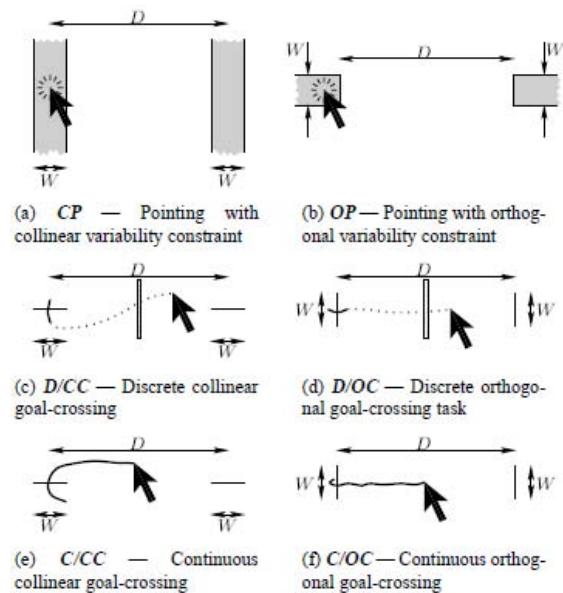 D
D
W
W
W
W
(a) CP — Pointing with
collinear variability constraint
(b) OP — Pointing with orthog-
onal variability constraint
D
D
W
W
W
W
(c) D/CC – Discrete collinear
goal-crossing
(d) D/OC – Discrete orthogo-
nal goal-crossing task
D
D
W
W
W
W
(e) C/CC — Continuous
collinear goal-crossing
(f) C/OC — Continuous orthog-
onal goal-crossing